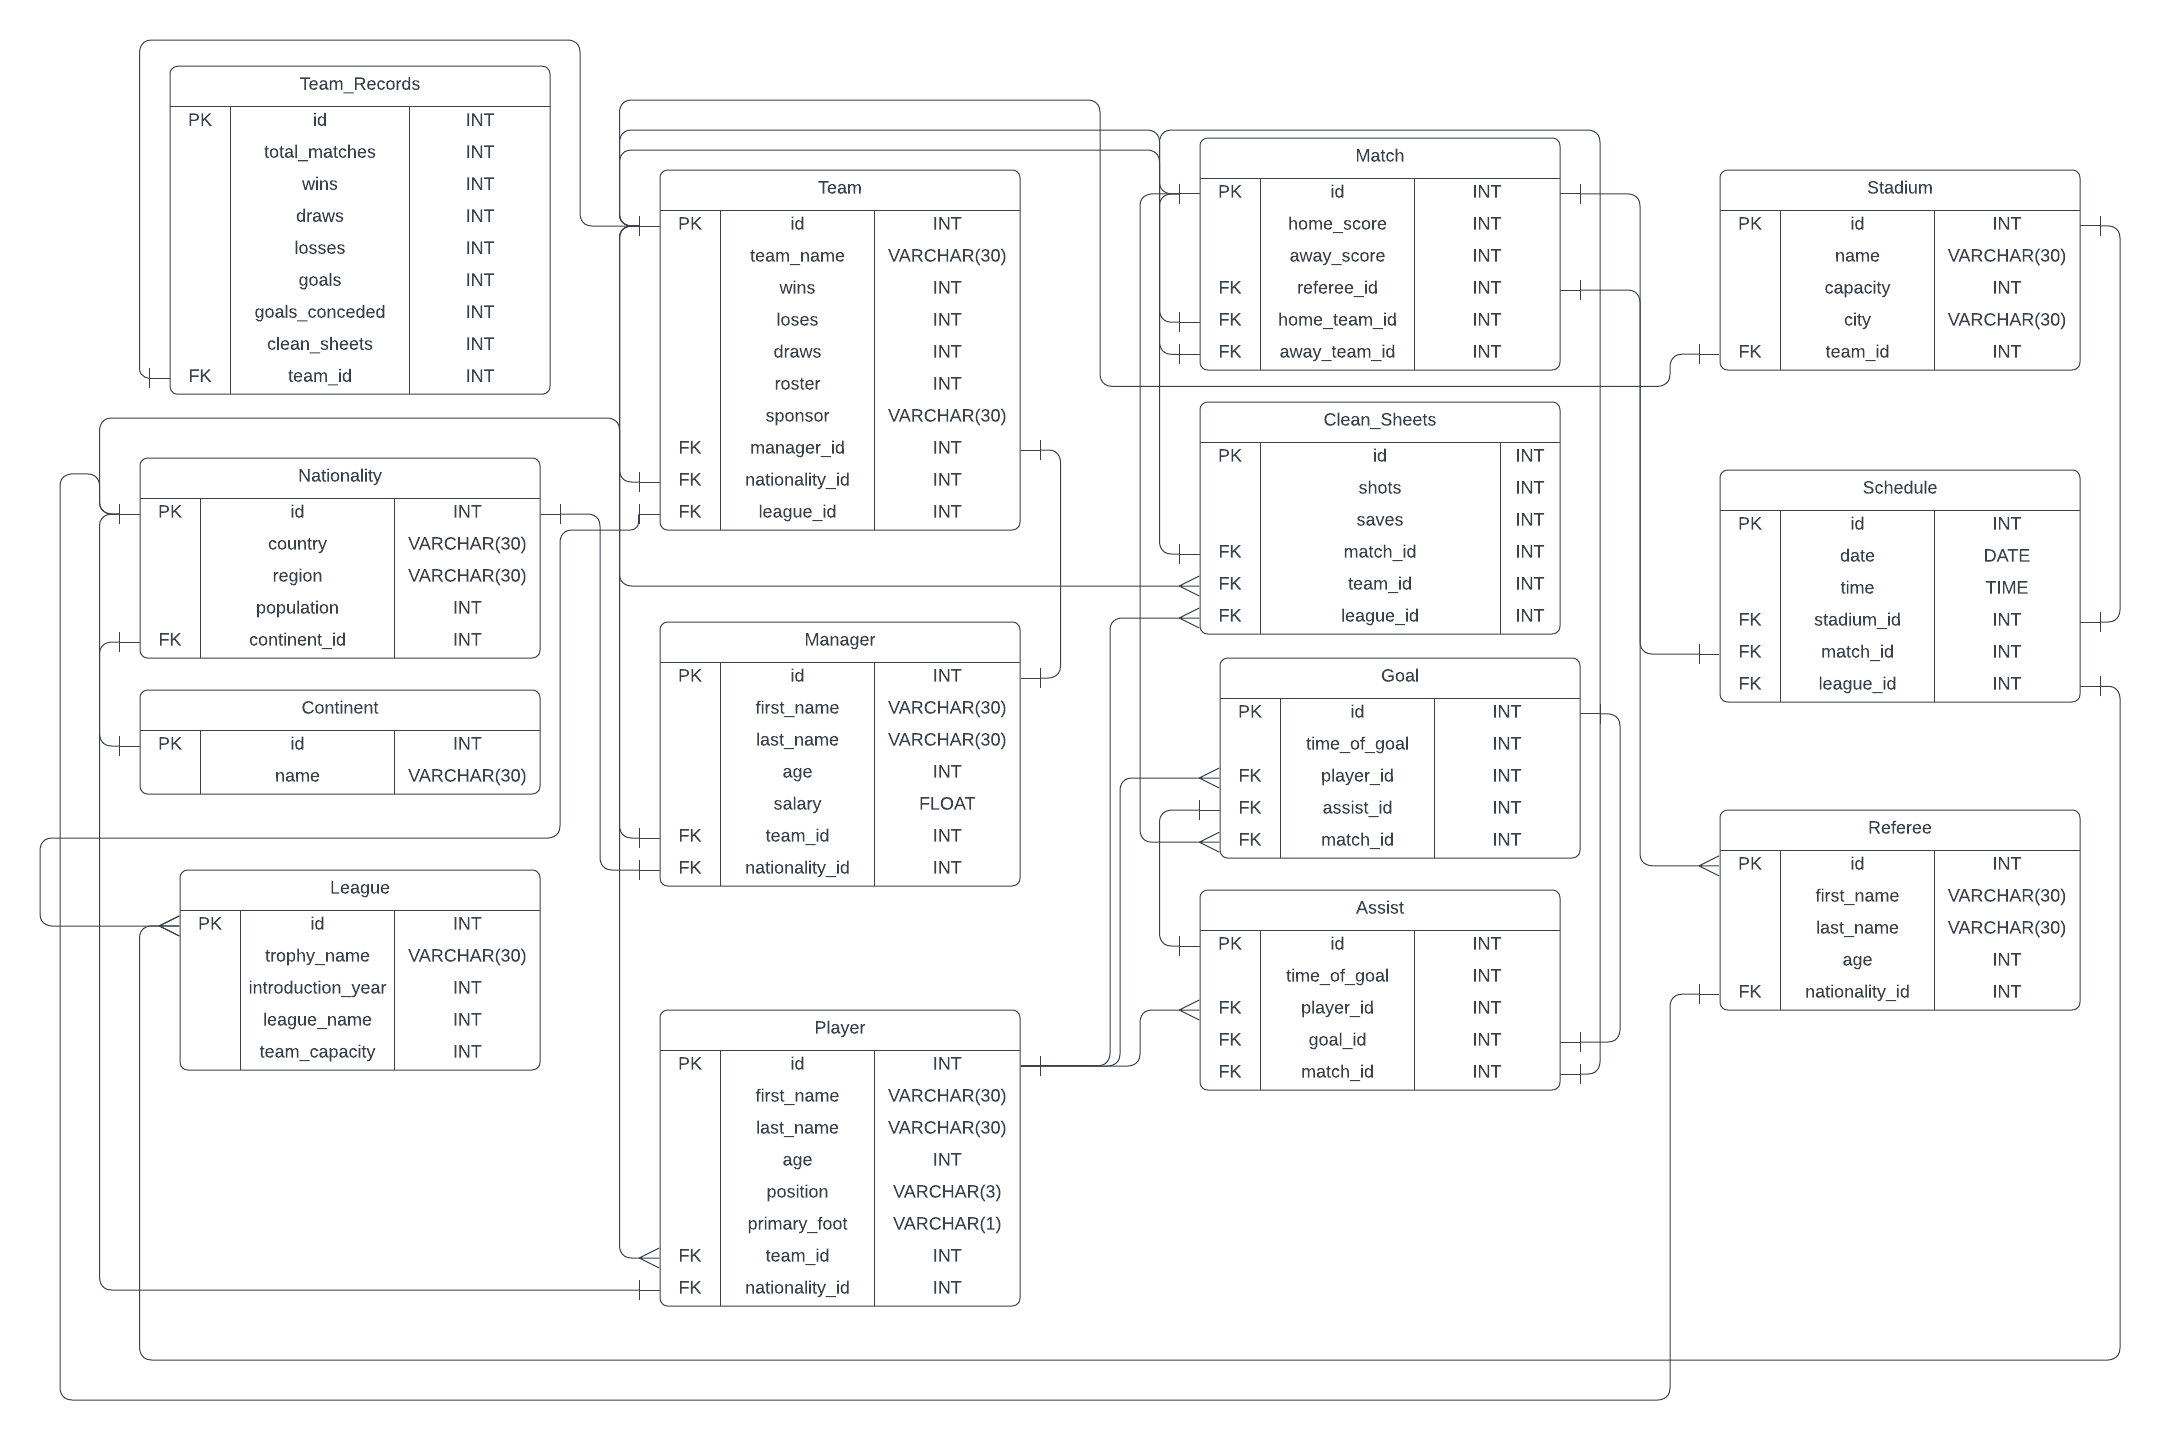 Team_Records
PK id INT
total_matches INT
wins INT
draws INT
losses INT
goals INT
goals_conceded INT
clean_sheets INT
FK team_id INT
Team
PK id INT
team_name VARCHAR(30)
wins INT
loses INT
draws INT
roster INT
sponsor VARCHAR(30)
FK manager_id INT
FK nationality_id INT
FK league_id INT
Match
PK id INT
home_score INT
away_score INT
FK referee_id INT
FK home_team_id INT
FK away_team_id INT
Stadium
PK id INT
name VARCHAR(30)
capacity INT
city VARCHAR(30)
FK team_id INT
Nationality
PK id INT
country VARCHAR(30)
region VARCHAR(30)
population INT
FK continent_id INT
Clean_Sheets
PK id INT
shots INT
saves INT
FK match_id INT
FK team_id INT
FK league_id INT
Schedule
PK id INT
date DATE
time TIME
FK stadium_id INT
FK match_id INT
FK league_id INT
Continent
PK id INT
name VARCHAR(30)
Manager
PK id INT
first_name VARCHAR(30)
last_name VARCHAR(30)
age INT
salary FLOAT
FK team_id INT
FK nationality_id INT
Goal
PK id INT
time_of_goal INT
FK player_id INT
FK assist_id INT
FK match_id INT
Referee
PK id INT
first_name VARCHAR(30)
last_name VARCHAR(30)
age INT
FK nationality_id INT
League
PK id INT
trophy_name VARCHAR(30)
introduction_year INT
league_name INT
team_capacity INT
Assist
PK id INT
time_of_goal INT
FK player_id INT
FK goal_id INT
FK match_id INT
Player
PK id INT
first_name VARCHAR(30)
last_name VARCHAR(30)
age INT
position VARCHAR(3)
primary_foot VARCHAR(1)
FK team_id INT
FK nationality_id INT